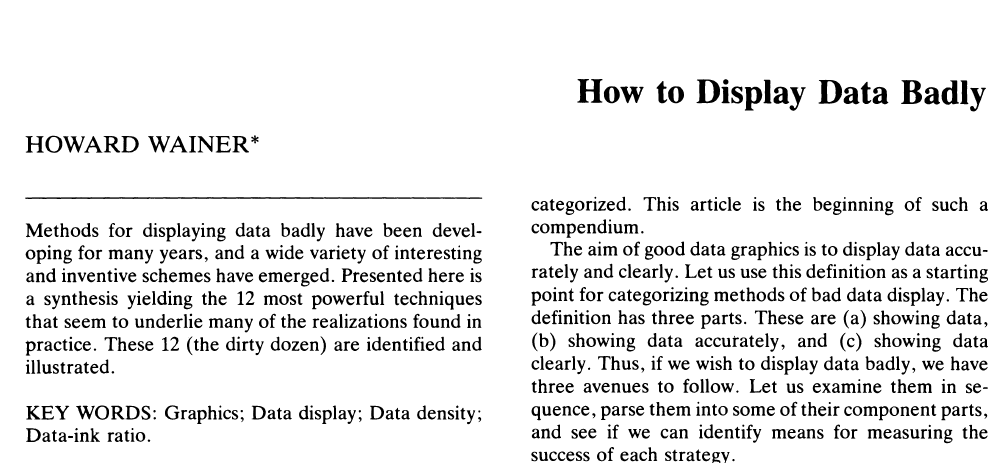 How to Display Data Badly
HOWARD WAINER*
Methods for displaying data badly have been devel-
oping for many years, and a wide variety of interesting
and inventive schemes have emerged. Presented here is
a synthesis yielding the 12 most powerful techniques
that seem to underlie many of the realizations found in
practice. These 12 (the dirty dozen) are identified and
illustrated.
KEY WORDS: Graphics; Data display; Data density;
Data-ink ratio.
categorized. This article is the beginning of such a
compendium.
The aim of good data graphics is to display data accu-
rately and clearly. Let us use this definition as a starting
point for categorizing methods of bad data display. The
definition has three parts. These are (a) showing data,
(b) showing data accurately, and (c) showing data
clearly. Thus, if we wish to display data badly, we have
three avenues to follow. Let us examine them in se-
quence, parse them into some of their component parts,
and see if we can identify means for measuring the
success of each strategy.